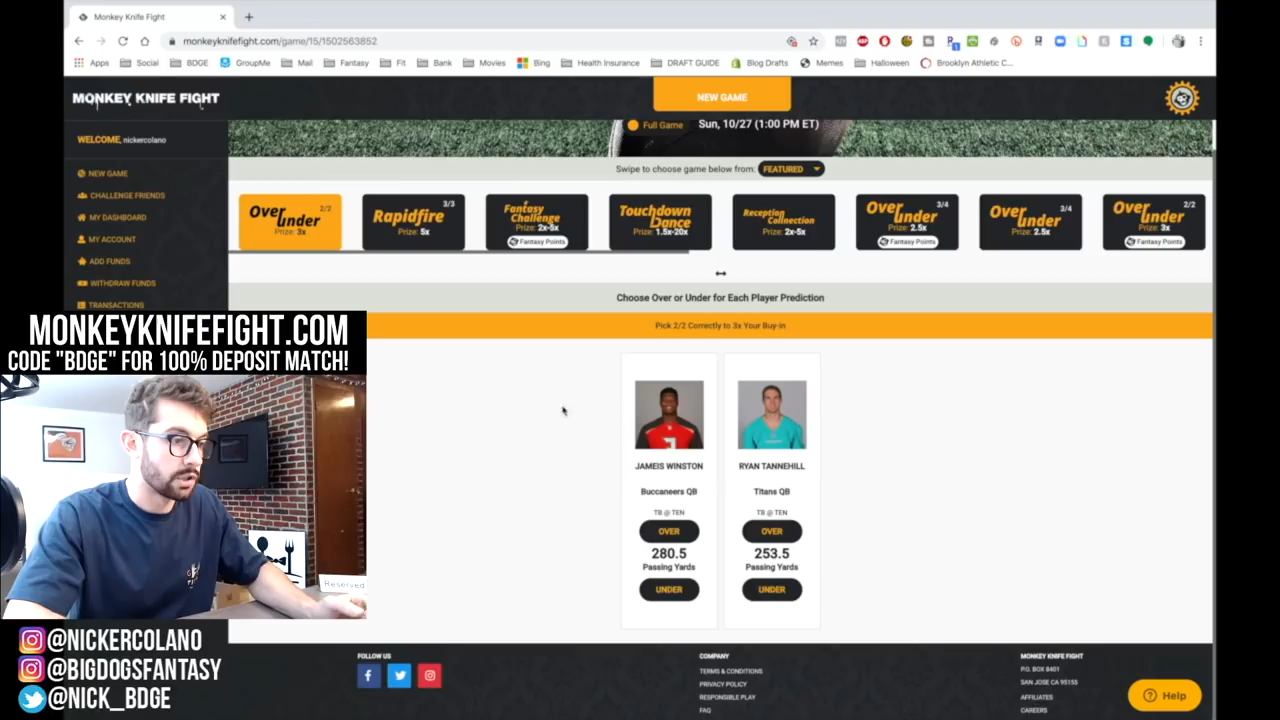 Monkey Knife Fight
monkeyknifefight.com/game/15/1502563852
Apps Social BDGE GroupMe Mail Fantasy Fit Bank Movies Bing Health Insurance DRAFT GUIDE Blog Drafts Memes Halloween Brooklyn Athletic C...
MONKEY KNIFE FIGHT
NEW GAME
WELCOME, nickercolano
Full Game Sun, 10/27 (1:00 PM ET)
Swipe to choose game below from: FEATURED
NEW GAME
CHALLENGE FRIENDS
MY DASHBOARD
MY ACCOUNT
ADD FUNDS
WITHDRAW FUNDS
TRANSACTIONS
Over Under 2/2
Prize: 3x
Rapidfire 3/3
Prize: 5x
Fantasy Challenge
Prize: 2x-5x
Fantasy Points
Touchdown Dance
Prize: 1.5x-20x
Reception Connection
Prize: 2x-5x
Over Under 3/4
Prize: 2.5x
Fantasy Points
Over Under 3/4
Prize: 2.5x
Over Under 2/2
Prize: 3x
Fantasy Points
Choose Over or Under for Each Player Prediction
Pick 2/2 Correctly to 3x Your Buy-in
MONKEYKNIFEFIGHT.COM
CODE "BDGE" FOR 100% DEPOSIT MATCH!
JAMEIS WINSTON
Buccaneers QB
TB @ TEN
OVER
280.5
Passing Yards
UNDER
RYAN TANNEHILL
Titans QB
TB @ TEN
OVER
253.5
Passing Yards
UNDER
Reserved
@NICKERCOLANO
@BIGDOGSFANTASY
@NICK_BDGE
FOLLOW US
COMPANY
TERMS & CONDITIONS
PRIVACY POLICY
RESPONSIBLE PLAY
FAQ
MONKEY KNIFE FIGHT
P.O. BOX 8401
SAN JOSE CA 95155
AFFILIATES
CAREERS
Help